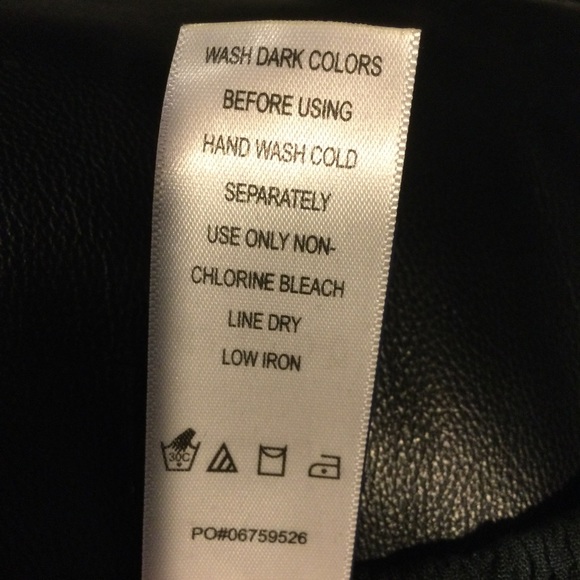 WASH DARK COLORS
BEFORE USING
HAND WASH COLD
SEPARATELY
USE ONLY NON-
CHLORINE BLEACH
LINE DRY
LOW IRON
30C
PO#06759526